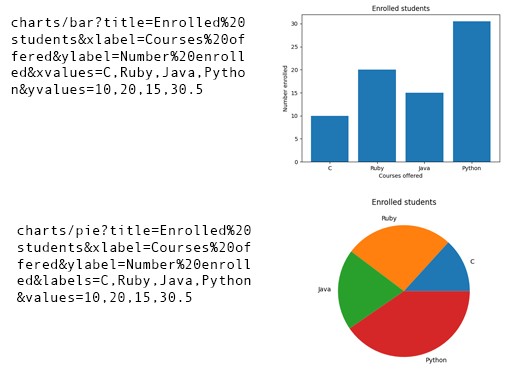 charts/bar?title=Enrolled%20
students&xlabel=Courses%20of
fered&ylabel=Number%20enroll
ed&xvalues=C,Ruby,Java,Pytho
n&yvalues=10,20,15,30.5
Enrolled students
Number enrolled
30
25
20
15
10
5
0
C Ruby Java Python
Courses offered
charts/pie?title=Enrolled%20
students&xlabel=Courses%20of
fered&ylabel=Number%20enroll
ed&labels=C,Ruby,Java,Python
&values=10,20,15,30.5
Enrolled students
Ruby
C
Java
Python